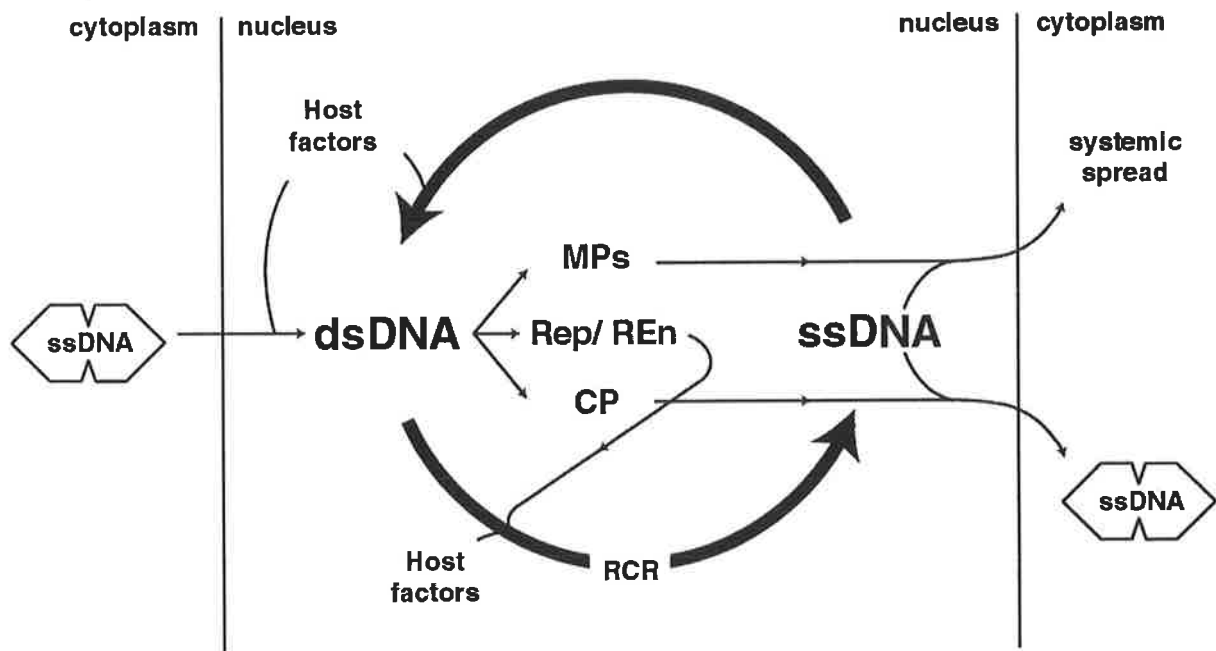 cytoplasm
nucleus
nucleus
cytoplasm
Host
factors
systemic
spread
MPs
ssDNA
dsDNA
Rep/ REn
ssDNA
CP
ssDNA
Host
factors
RCR